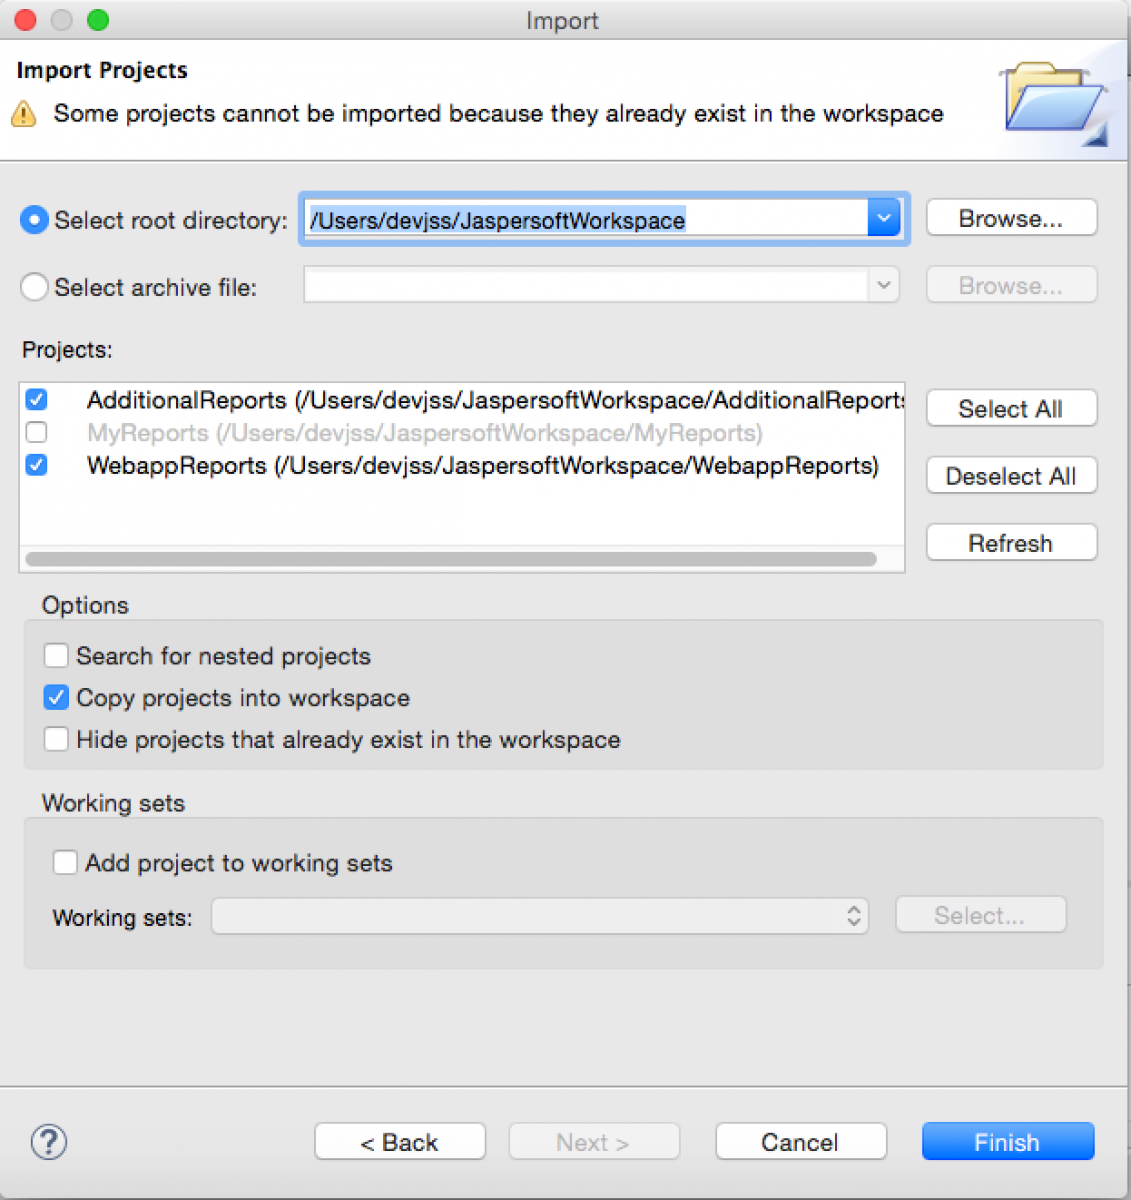 Import
Import Projects
Some projects cannot be imported because they already exist in the workspace
Select root directory: /Users/devjss/JaspersoftWorkspace Browse...
Select archive file: Browse...
Projects:
AdditionalReports (/Users/devjss/JaspersoftWorkspace/AdditionalReports
Select All
MyReports (/Users/devjss/JaspersoftWorkspace/MyReports)
WebappReports (/Users/devjss/JaspersoftWorkspace/WebappReports)
Deselect All
Refresh
Options
Search for nested projects
Copy projects into workspace
Hide projects that already exist in the workspace
Working sets
Add project to working sets
Working sets: Select...
? < Back Next > Cancel Finish